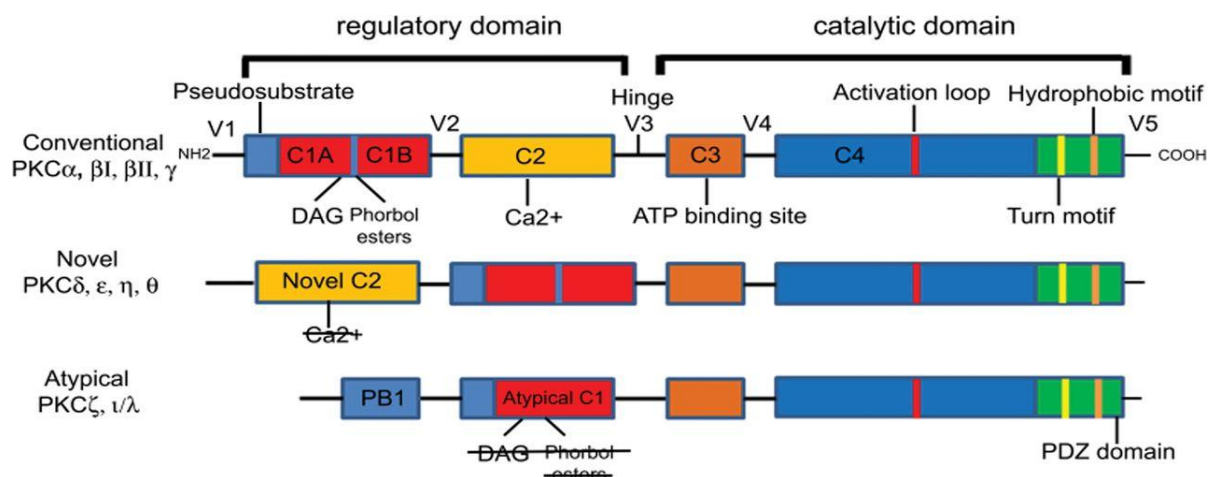 regulatory domain
catalytic domain
Pseudosubstrate
Hinge
Activation loop
Hydrophobic motif
V1
V2
V3
V4
V5
Conventional
PKCα, βI, βII, γ
NH2
C1A
C1B
C2
C3
C4
COOH
DAG
Phorbol
esters
Ca2+
ATP binding site
Turn motif
Novel
PKCδ, ε, η, θ
Novel C2
Ca2+
Atypical
PKCζ, ι/λ
PB1
Atypical C1
DAG
Phorbol
esters
PDZ domain